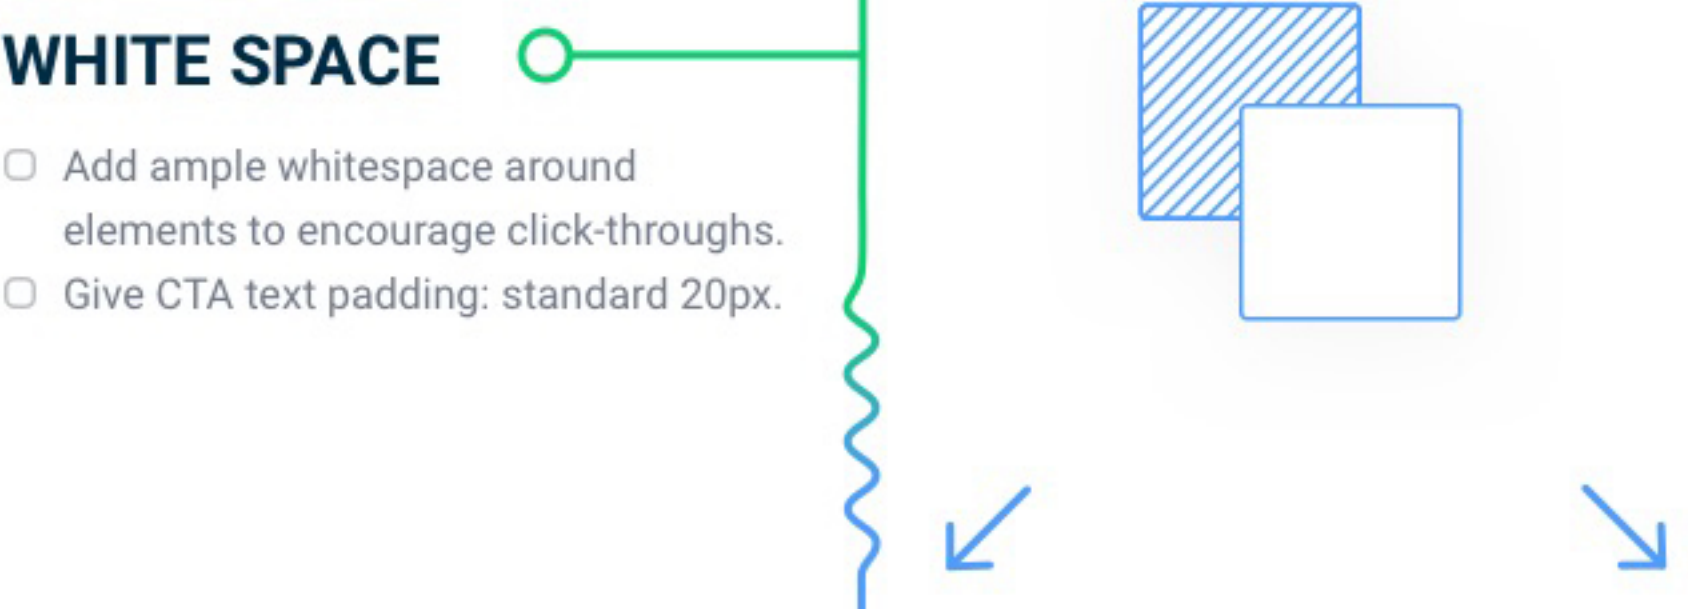 WHITE SPACE
Add ample whitespace around
elements to encourage click-throughs.
Give CTA text padding: standard 20px.